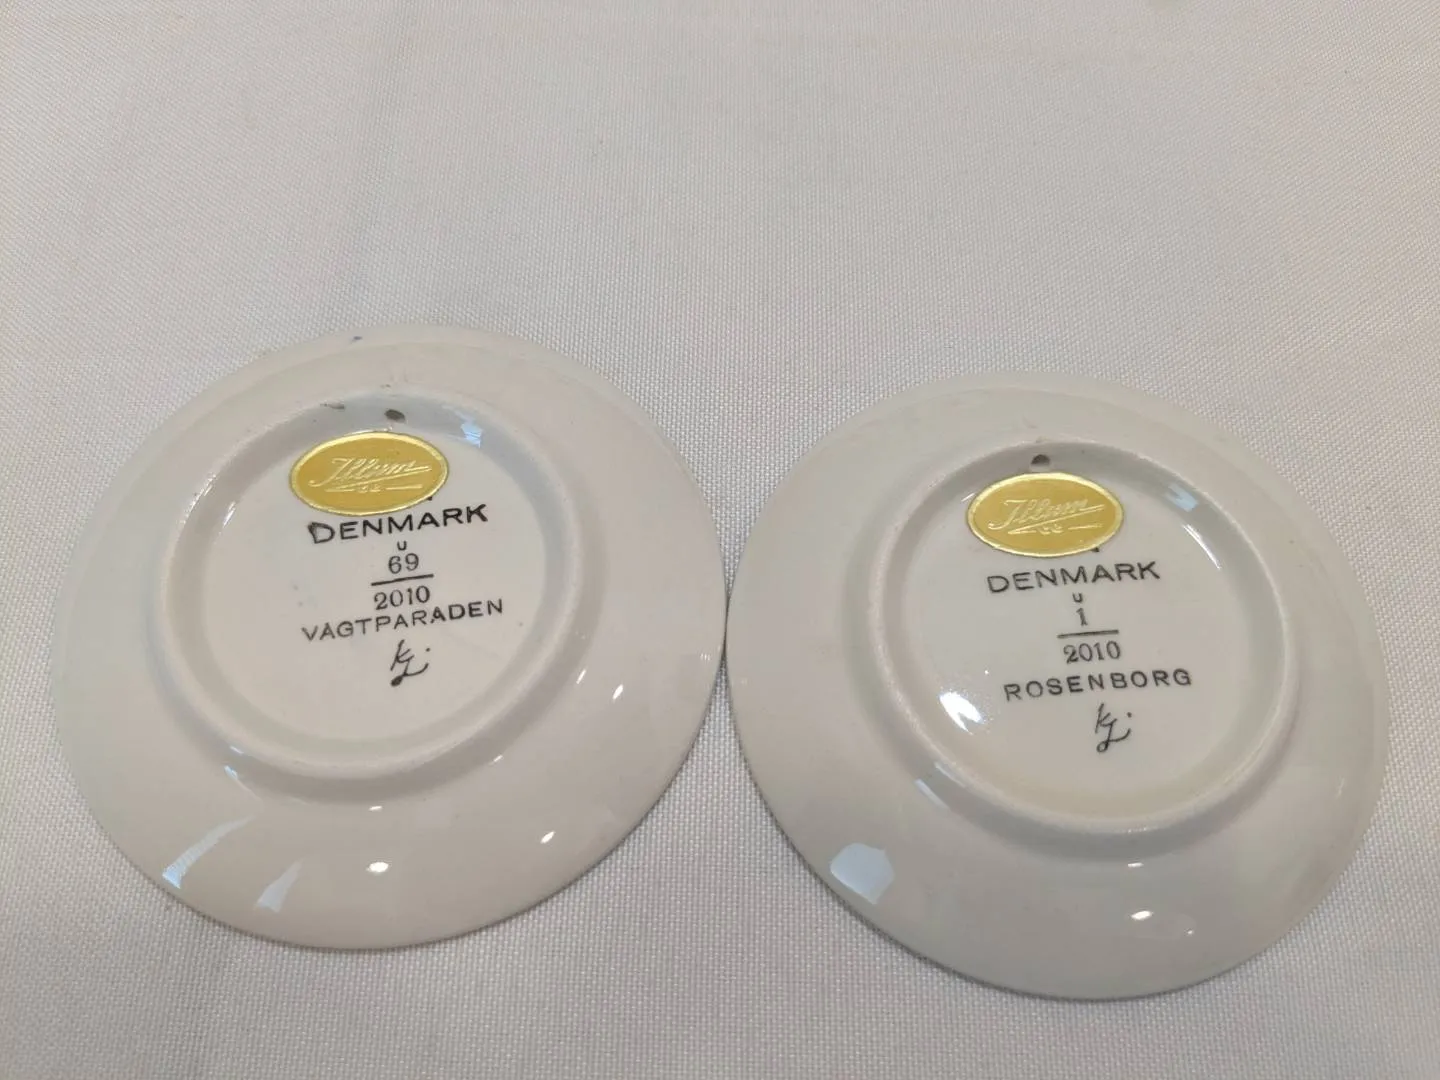 Illum
DENMARK
u
69
2010
VAGTPARADEN
Illum
DENMARK
u
1
2010
ROSENBORG